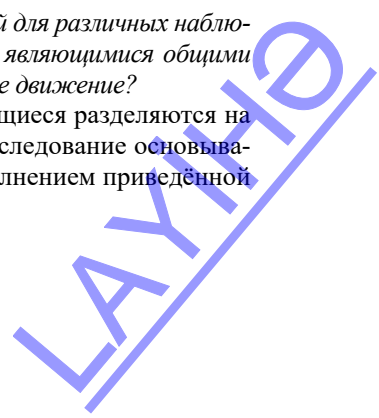 й для различных наблю-
являющимися общими
е движение?
щиеся разделяются на
следование основыва-
лнением приведённой
LAYİHƏ